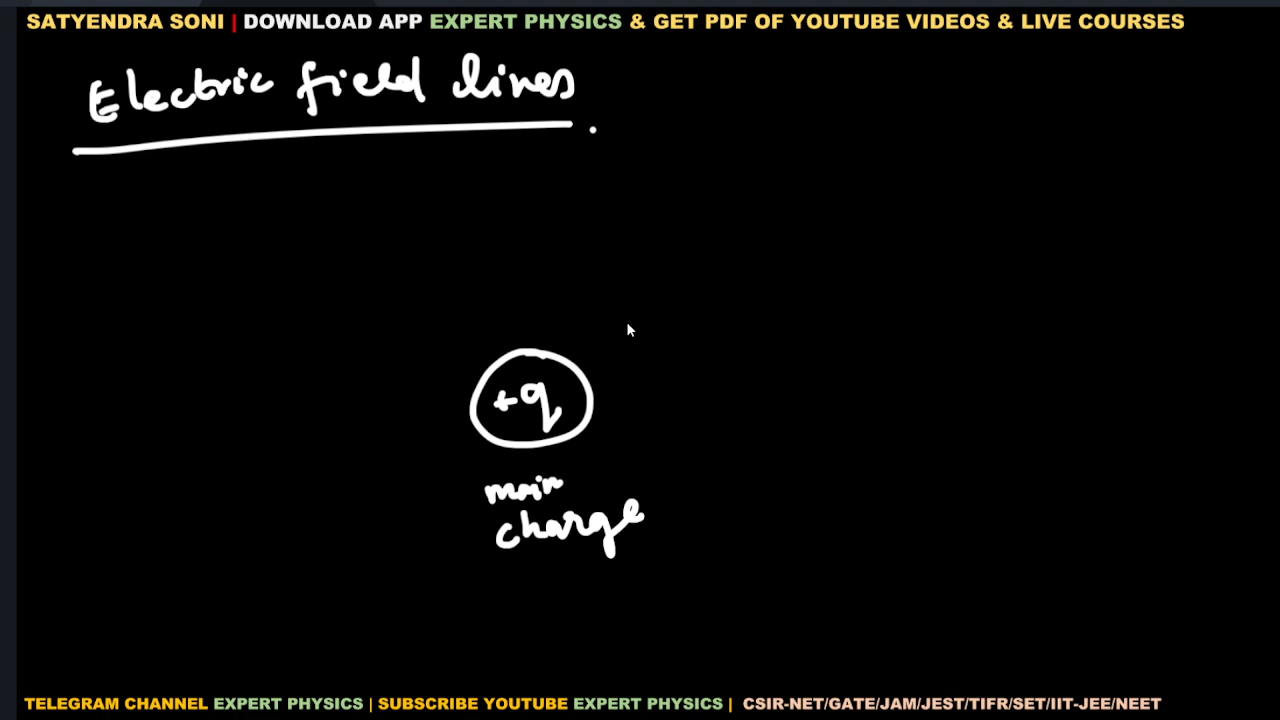 SATYENDRA SONI | DOWNLOAD APP EXPERT PHYSICS & GET PDF OF YOUTUBE VIDEOS & LIVE COURSES
Electric field lines.
+q
main
charge
TELEGRAM CHANNEL EXPERT PHYSICS | SUBSCRIBE YOUTUBE EXPERT PHYSICS | CSIR-NET/GATE/JAM/JEST/TIFR/SET/IIT-JEE/NEET